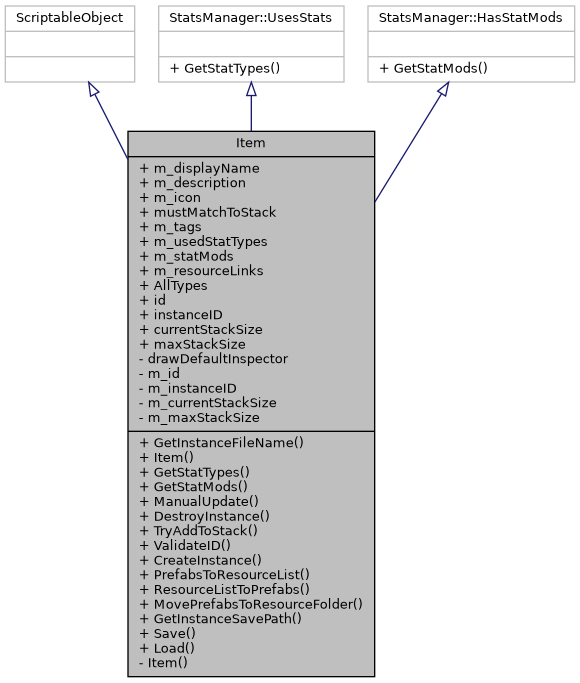 ScriptableObject
StatsManager::UsesStats
+ GetStatTypes()
StatsManager::HasStatMods
+ GetStatMods()
Item
+ m_displayName
+ m_description
+ m_icon
+ mustMatchToStack
+ m_tags
+ m_usedStatTypes
+ m_statMods
+ m_resourceLinks
+ AllTypes
+ id
+ instanceID
+ currentStackSize
+ maxStackSize
- drawDefaultInspector
- m_id
- m_instanceID
- m_currentStackSize
- m_maxStackSize
+ GetInstanceFileName()
+ Item()
+ GetStatTypes()
+ GetStatMods()
+ ManualUpdate()
+ DestroyInstance()
+ TryAddToStack()
+ ValidateID()
+ CreateInstance()
+ PrefabsToResourceList()
+ ResourceListToPrefabs()
+ MovePrefabsToResourceFolder()
+ GetInstanceSavePath()
+ Save()
+ Load()
- Item()